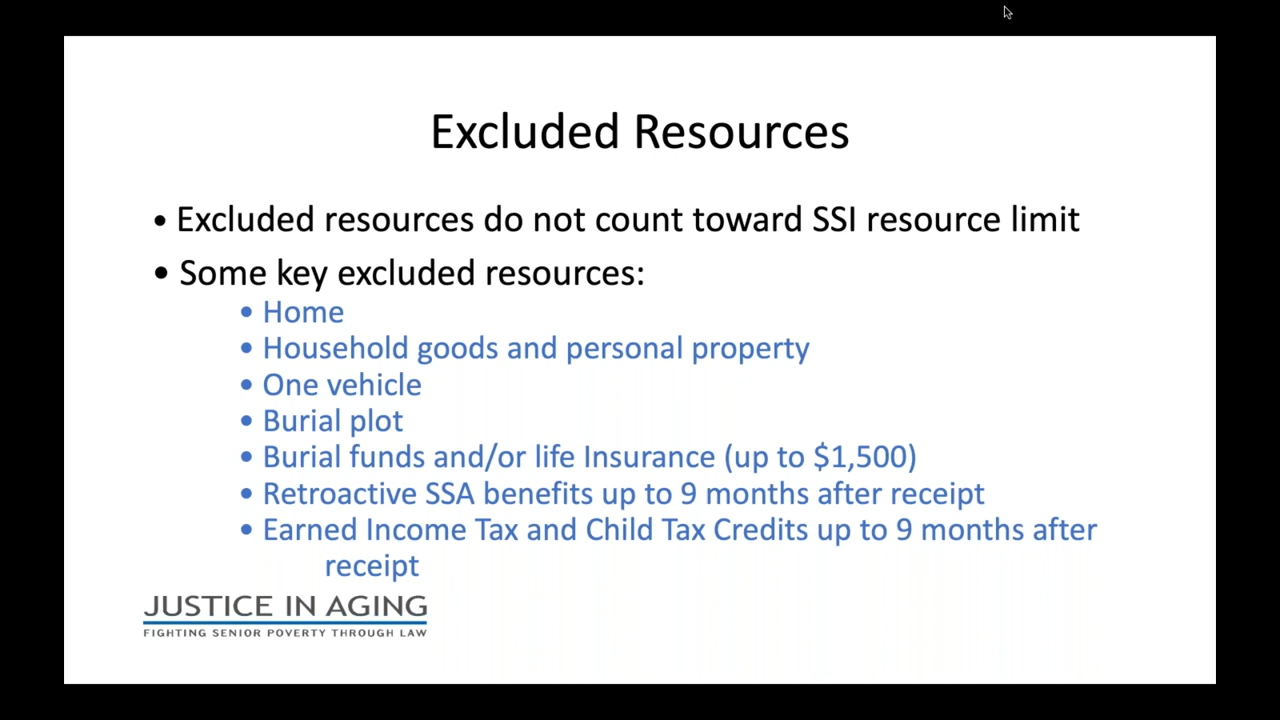 Excluded Resources
• Excluded resources do not count toward SSI resource limit
• Some key excluded resources:
• Home
• Household goods and personal property
• One vehicle
• Burial plot
• Burial funds and/or life Insurance (up to $1,500)
• Retroactive SSA benefits up to 9 months after receipt
• Earned Income Tax and Child Tax Credits up to 9 months after
receipt
JUSTICE IN AGING
FIGHTING SENIOR POVERTY THROUGH LAW